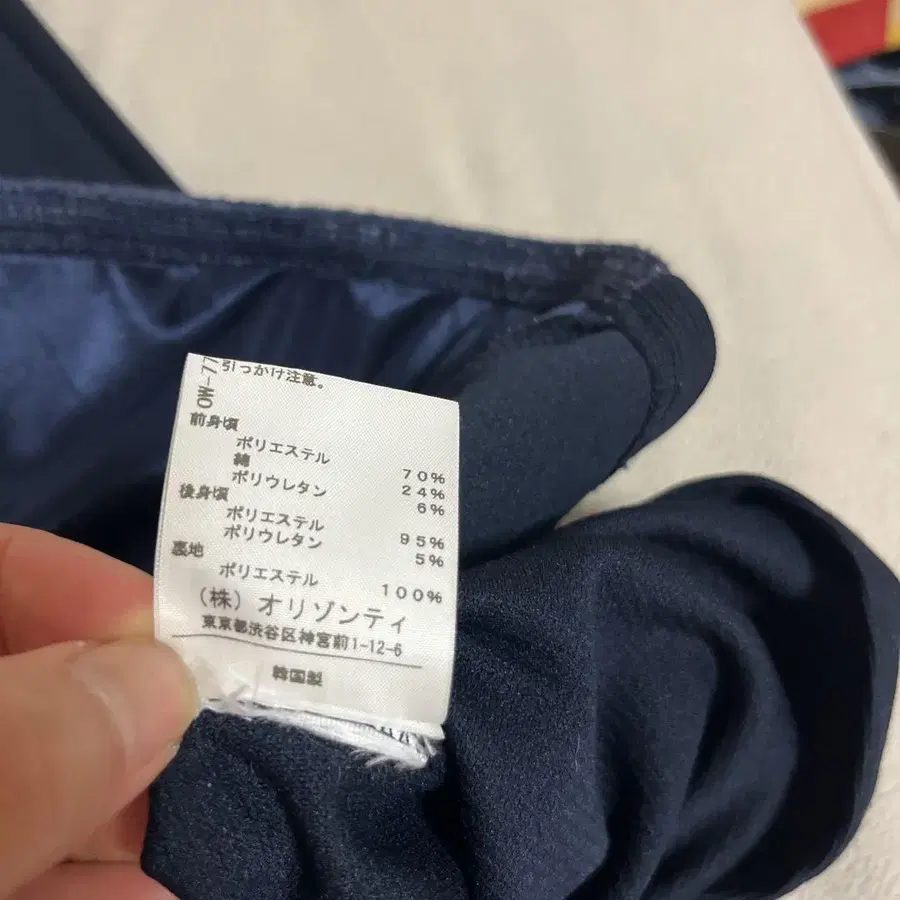 引っかけ注意。
OW-77
前身頃
ポリエステル 70%
綿 24%
ポリウレタン 6%
後身頃
ポリエステル 95%
ポリウレタン 5%
裏地
ポリエステル 100%
(株) オリゾンティ
東京都渋谷区神宮前1-12-6
韓国製